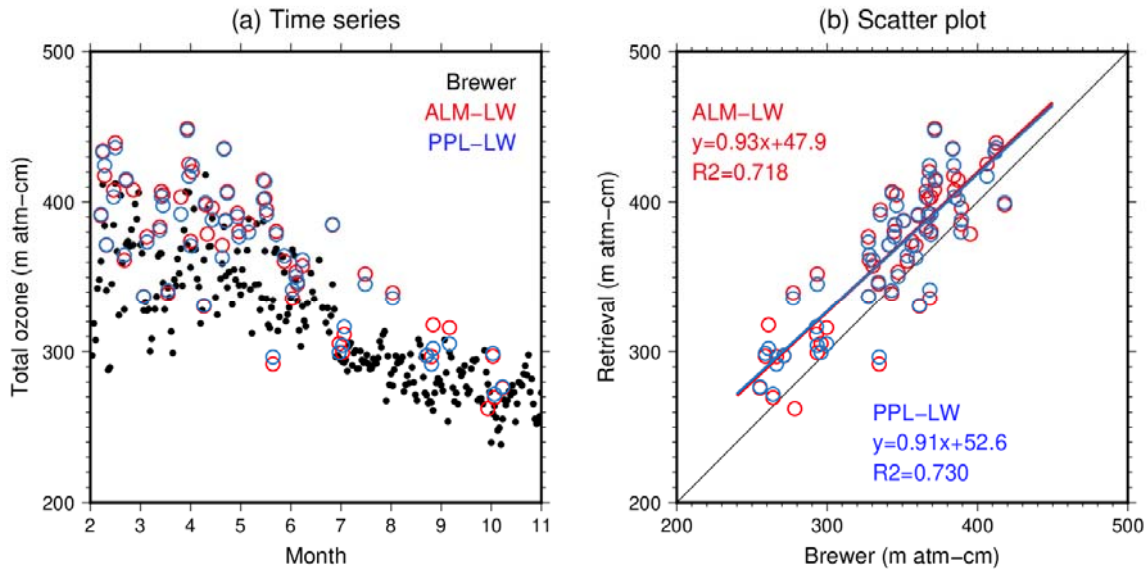 (a) Time series
500
400
300
200
Total ozone (m atm−cm)
Brewer
ALM−LW
PPL−LW
2 3 4 5 6 7 8 9 10 11
Month
(b) Scatter plot
500
400
300
200
Retrieval (m atm−cm)
ALM−LW
y=0.93x+47.9
R2=0.718
PPL−LW
y=0.91x+52.6
R2=0.730
200 300 400 500
Brewer (m atm−cm)